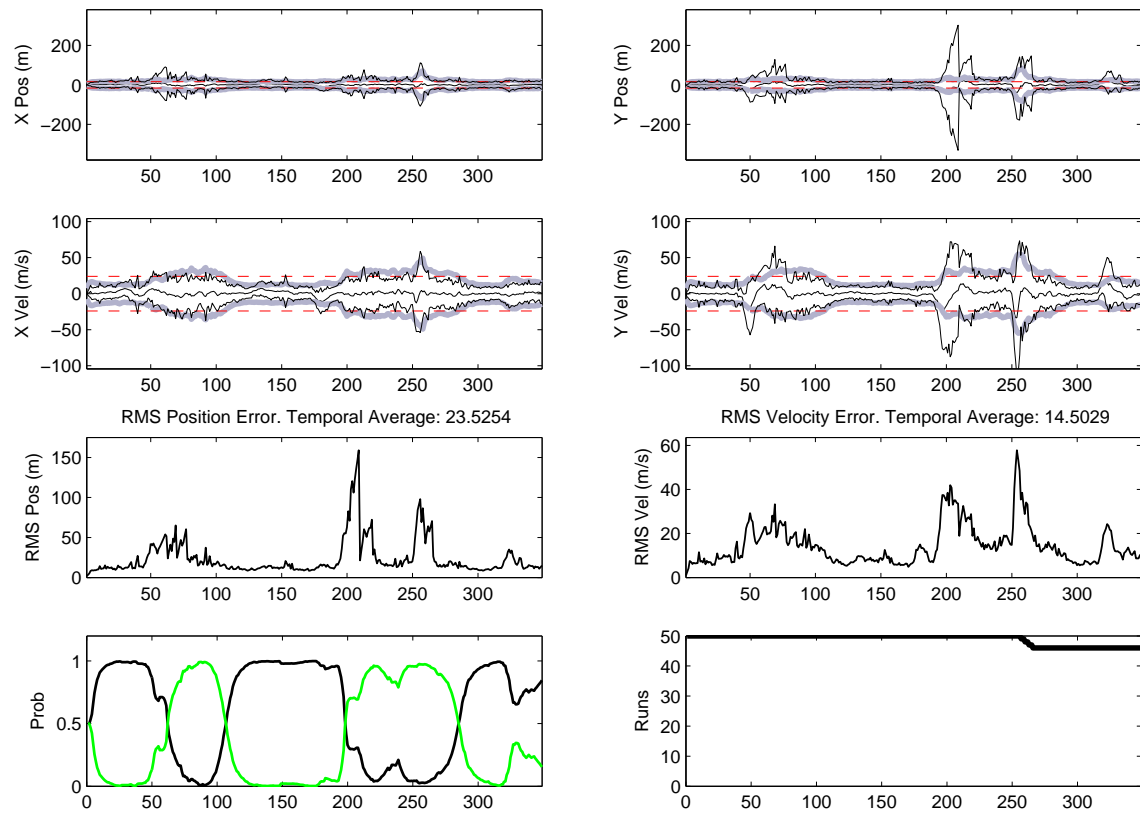 X Pos (m)
200
0
−200
50 100 150 200 250 300
Y Pos (m)
200
0
−200
50 100 150 200 250 300
X Vel (m/s)
100
50
0
−50
−100
50 100 150 200 250 300
Y Vel (m/s)
100
50
0
−50
−100
50 100 150 200 250 300
RMS Position Error. Temporal Average: 23.5254
RMS Pos (m)
150
100
50
0
0 50 100 150 200 250 300
RMS Velocity Error. Temporal Average: 14.5029
RMS Vel (m/s)
60
40
20
0
0 50 100 150 200 250 300
Prob
1
0.5
0
0 50 100 150 200 250 300
Runs
50
40
30
20
10
0
0 50 100 150 200 250 300